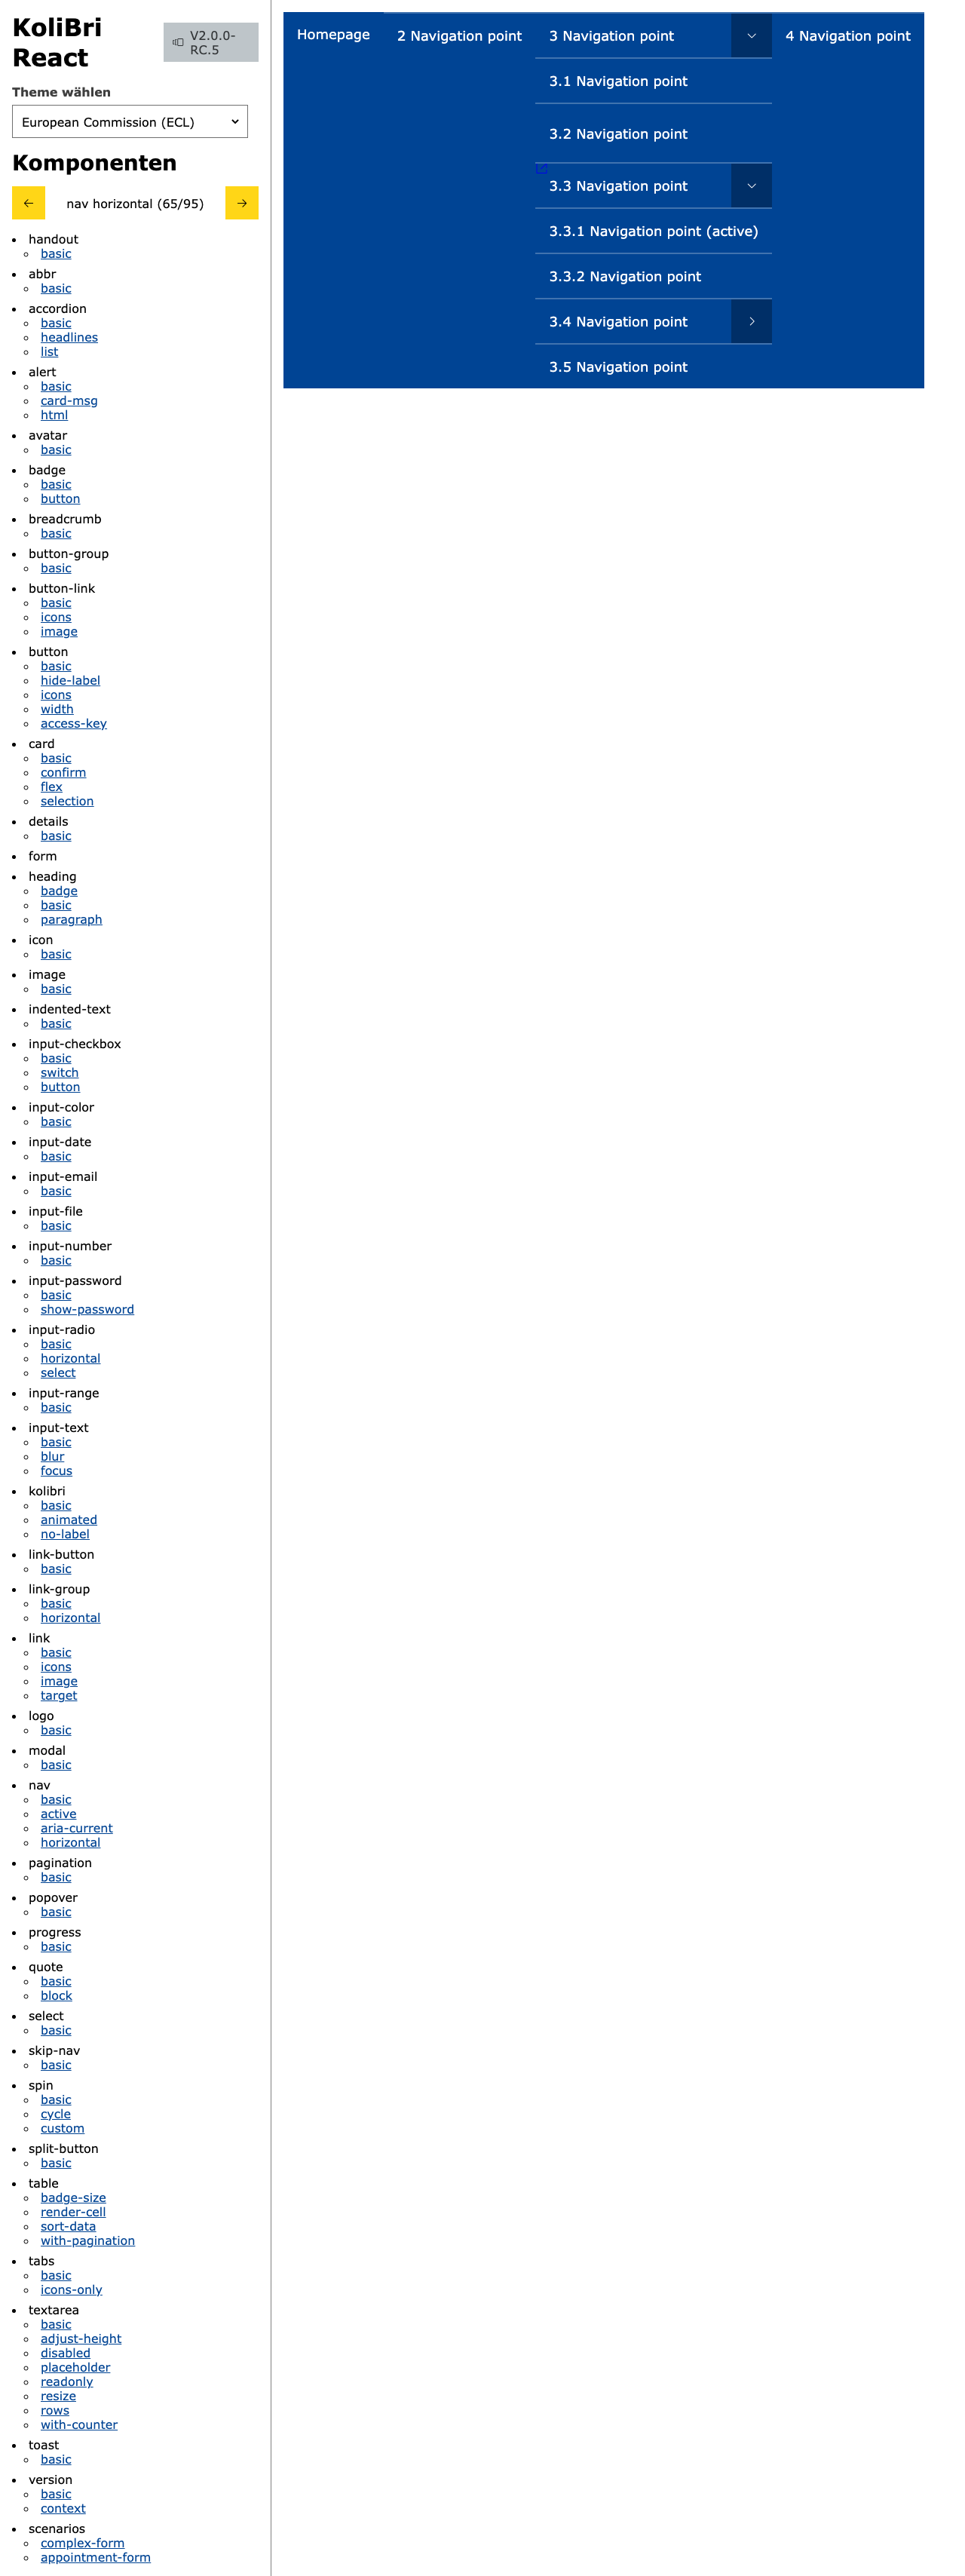 KoliBri
React
V2.0.0-
RC.5
Theme wählen
European Commission (ECL)
Komponenten
nav horizontal (65/95)
handout
basic
abbr
basic
accordion
basic
headlines
list
alert
basic
card-msg
html
avatar
basic
badge
basic
button
breadcrumb
basic
button-group
basic
button-link
basic
icons
image
button
basic
hide-label
icons
width
access-key
card
basic
confirm
flex
selection
details
basic
form
heading
badge
basic
paragraph
icon
basic
image
basic
indented-text
basic
input-checkbox
basic
switch
button
input-color
basic
input-date
basic
input-email
basic
input-file
basic
input-number
basic
input-password
basic
show-password
input-radio
basic
horizontal
select
input-range
basic
input-text
basic
blur
focus
kolibri
basic
animated
no-label
link-button
basic
link-group
basic
horizontal
link
basic
icons
image
target
logo
basic
modal
basic
nav
basic
active
aria-current
horizontal
pagination
basic
popover
basic
progress
basic
quote
basic
block
select
basic
skip-nav
basic
spin
basic
cycle
custom
split-button
basic
table
badge-size
render-cell
sort-data
with-pagination
tabs
basic
icons-only
textarea
basic
adjust-height
disabled
placeholder
readonly
resize
rows
with-counter
toast
basic
version
basic
context
scenarios
complex-form
appointment-form
Homepage
2 Navigation point
3 Navigation point
3.1 Navigation point
3.2 Navigation point
3.3 Navigation point
3.3.1 Navigation point (active)
3.3.2 Navigation point
3.4 Navigation point
3.5 Navigation point
4 Navigation point